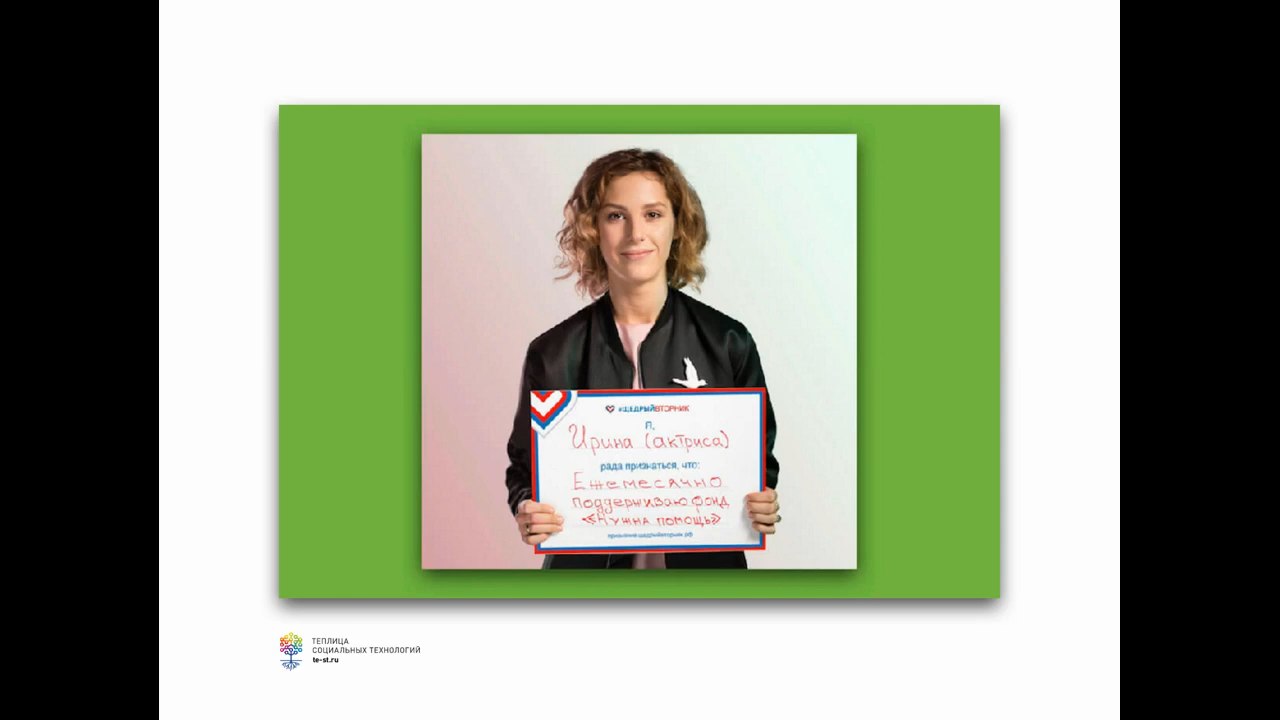 #ЩЕДРЫЙВТОРНИК
Я,
Ирина (актриса)
рада признаться, что:
Ежемесячно
поддерживаю фонд
«Нужна помощь»
ТЕПЛИЦА
СОЦИАЛЬНЫХ ТЕХНОЛОГИЙ
te-st.ru